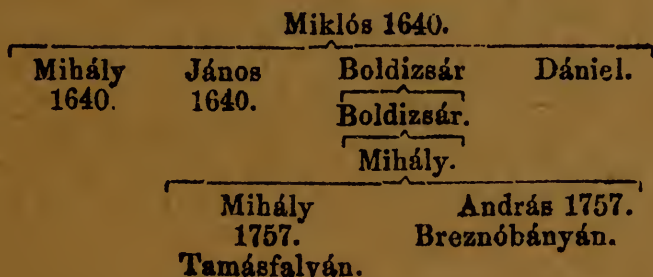 Miklós 1640.
Mihály János Boldizsár Dániel.
1640. 1640.
Boldizsár.
Mihály.
Mihály András 1757.
1757. Breznóbányán.
Tamásfalván.